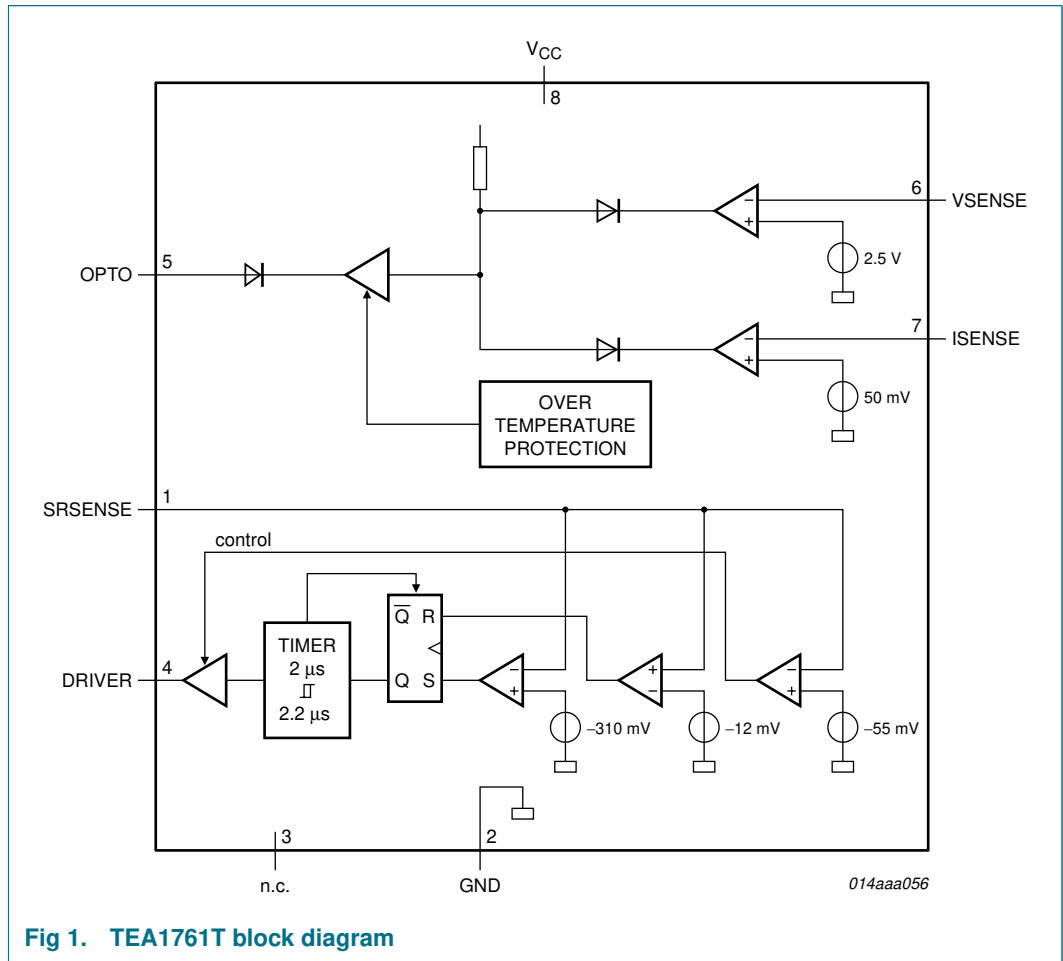 VCC
8
6
VSENSE
2.5 V
5
OPTO
7
ISENSE
50 mV
OVER
TEMPERATURE
PROTECTION
1
SRSENSE
control
Q R
TIMER
2 μs
2.2 μs
4
DRIVER
Q S
−310 mV
−12 mV
−55 mV
3
n.c.
2
GND
014aaa056
Fig 1. TEA1761T block diagram